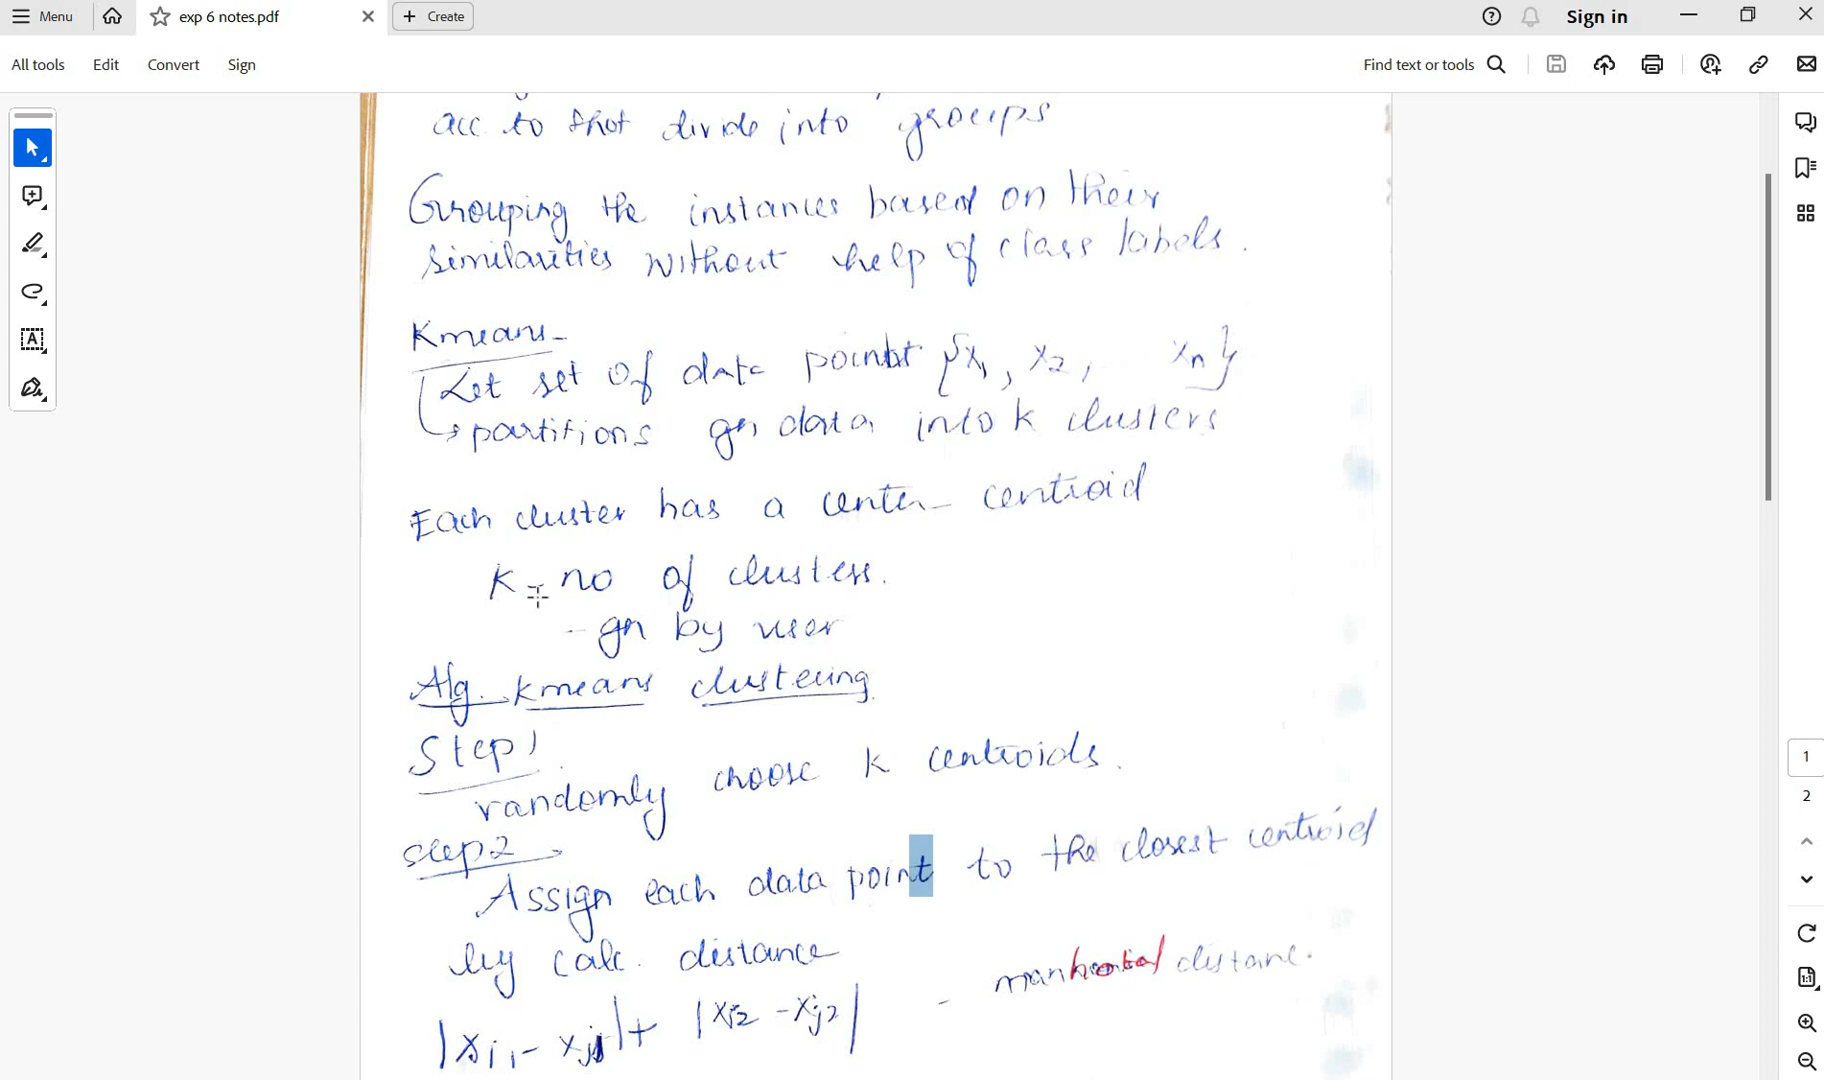 Menu
exp 6 notes.pdf
Create
Sign in
All tools Edit Convert Sign
Find text or tools
acc. to that divide into groups
Grouping the instances based on their
similarities without help of class labels.
Kmeans-
Let set of data point {x1, x2, xn}
partitions gn data into k clusters
Each cluster has a center - centroid
K = no of clusters.
- gn by user
Alg. kmeans clustering.
Step 1
randomly choose k centroids.
step 2
Assign each data point to the closest centroid
by calc. distance
- distanc.
|xi1 - xj1| + |xi2 - xj2|
1
2